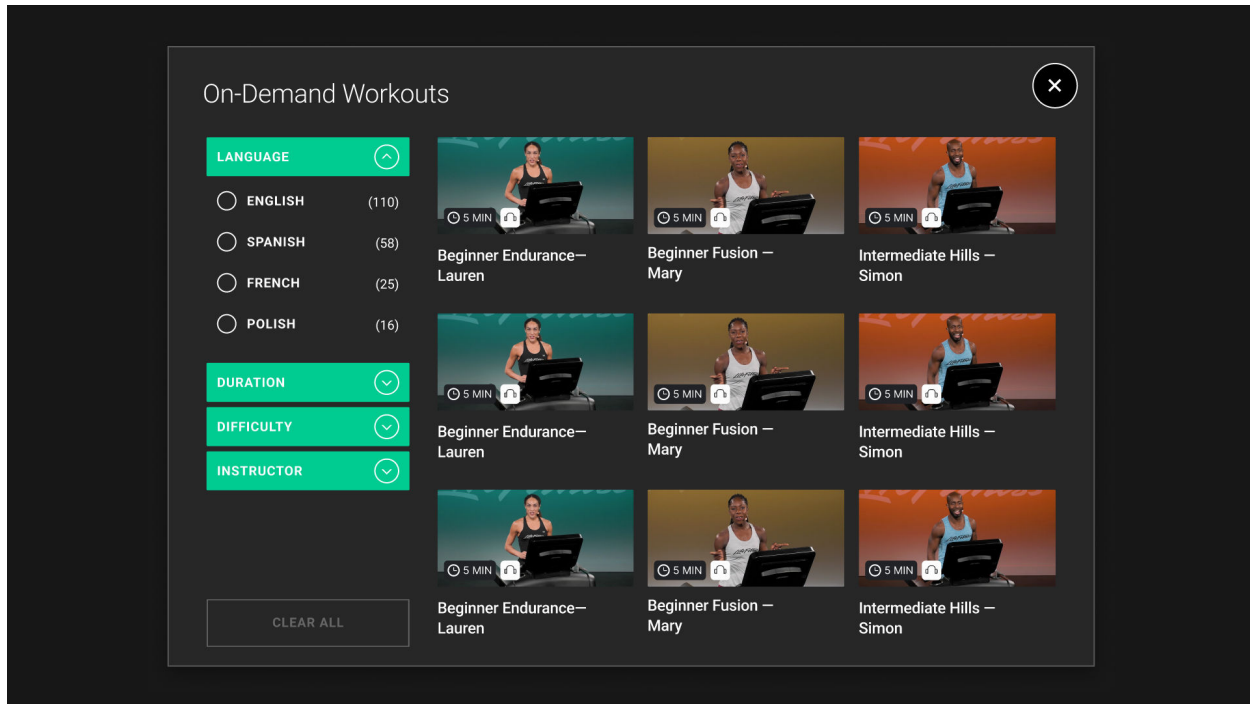 On-Demand Workouts
LANGUAGE
ENGLISH (110)
SPANISH (58)
FRENCH (25)
POLISH (16)
DURATION
DIFFICULTY
INSTRUCTOR
CLEAR ALL
5 MIN
Beginner Endurance—
Lauren
5 MIN
Beginner Fusion —
Mary
5 MIN
Intermediate Hills —
Simon
5 MIN
Beginner Endurance—
Lauren
5 MIN
Beginner Fusion —
Mary
5 MIN
Intermediate Hills —
Simon
5 MIN
Beginner Endurance—
Lauren
5 MIN
Beginner Fusion —
Mary
5 MIN
Intermediate Hills —
Simon